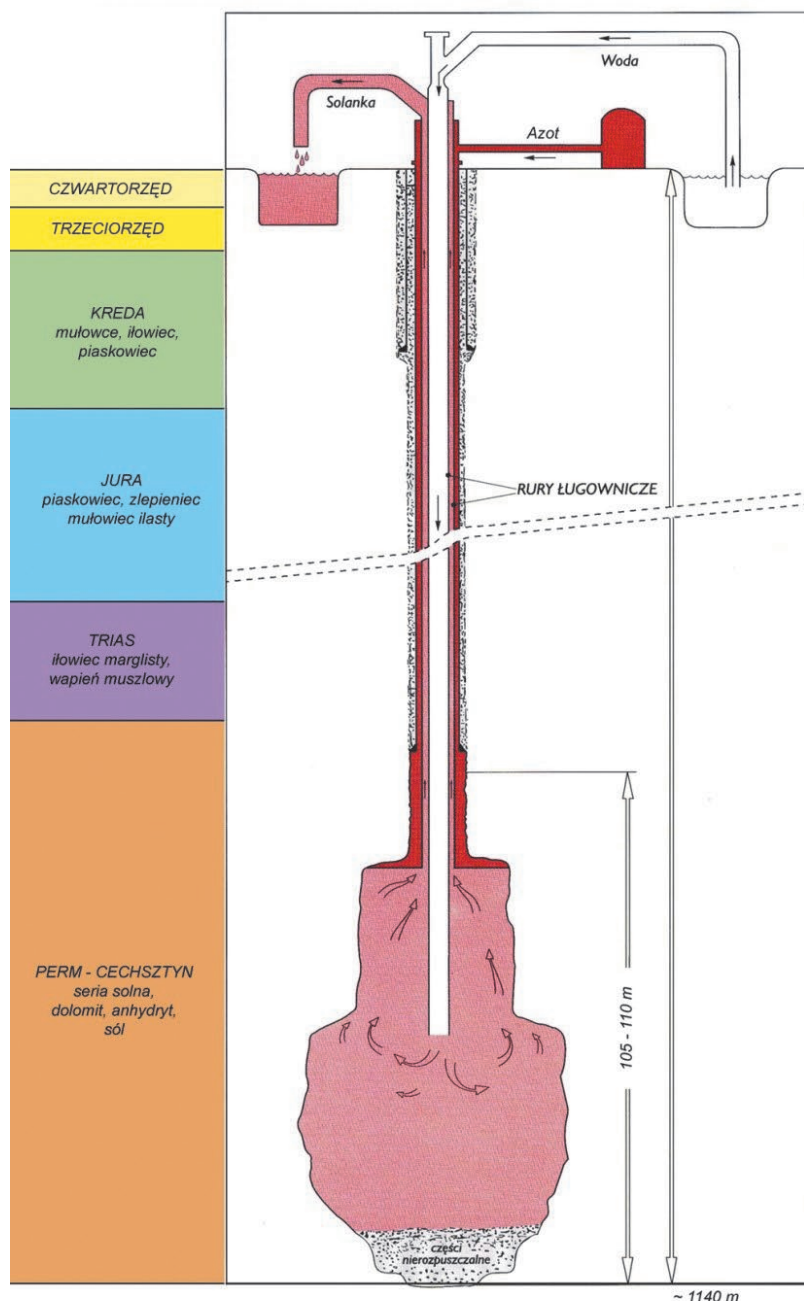 Woda
Solanka
Azot
CZWARTORZĘD
TRZECIORZĘD
KREDA
mułowce, iłowiec,
piaskowiec
JURA
piaskowiec, zlepieniec
mułowiec ilasty
RURY ŁUGOWNICZE
TRIAS
iłowiec marglisty,
wapień muszlowy
PERM - CECHSZTYN
seria solna,
dolomit, anhydryt,
sól
105 - 110 m
części
nierozpuszczalne
~ 1140 m